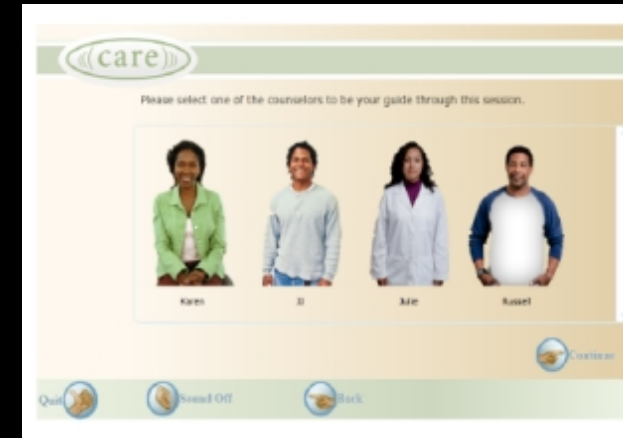 ((care))
Please select one of the counselors to be your guide through this session.
Karen JJ Julie Russell
Continue
Quit Sound Off Back